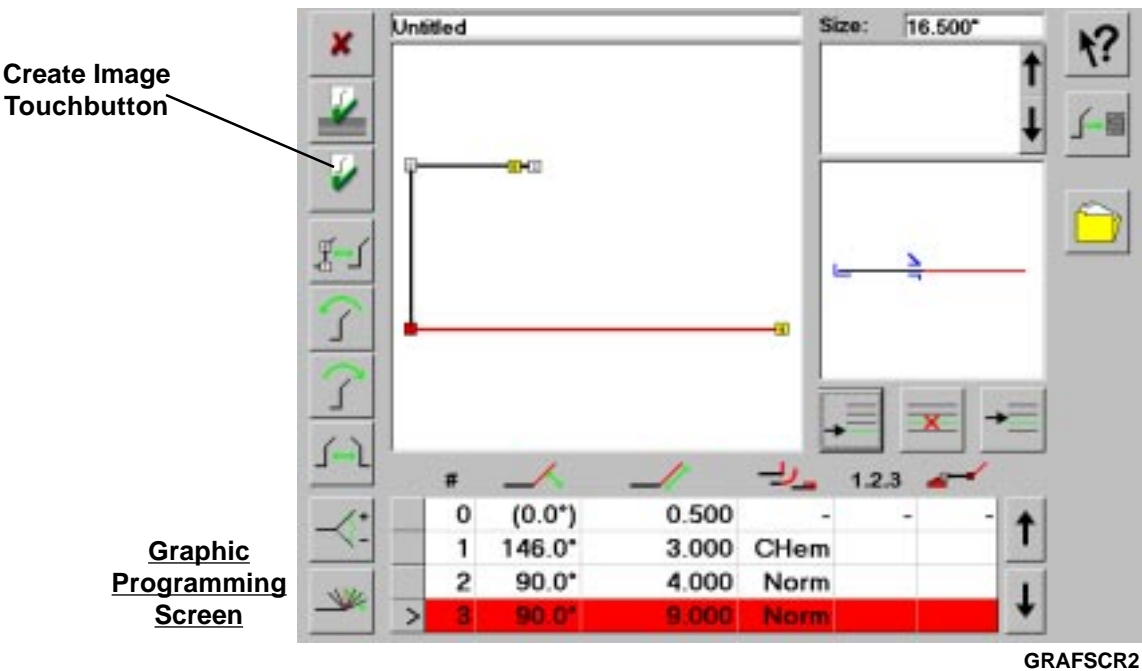 Untitled
Size: 16.500"
Create Image
Touchbutton
# 1.2.3
0 (0.0°) 0.500 - - -
1 146.0° 3.000 CHem
2 90.0° 4.000 Norm
> 3 90.0° 9.000 Norm
Graphic
Programming
Screen
GRAFSCR2